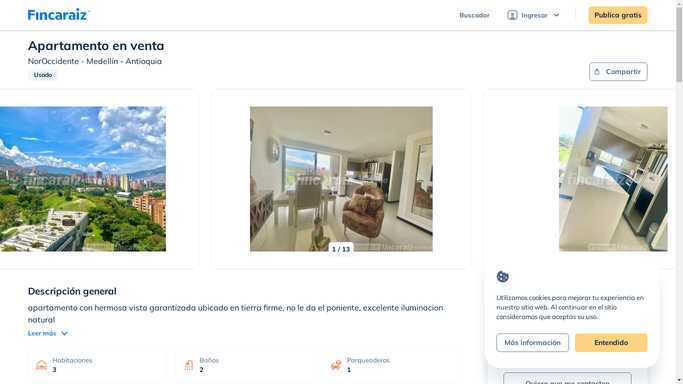 Fincaraiz
Buscador
Ingresar
Publica gratis
Apartamento en venta
NorOccidente - Medellín - Antioquia
Usado
Compartir
fincaraiz
fincaraiz
1 / 13
Descripción general
apartamento con hermosa vista garantizada ubicado en tierra firme, no le da el poniente, excelente iluminacion
natural
Leer más
Habitaciones
3
Baños
2
Parqueaderos
1
Utilizamos cookies para mejorar tu experiencia en
nuestro sitio web. Al continuar en el sitio
consideramos que aceptas su uso.
Más información
Entendido
Quiero que me contacten